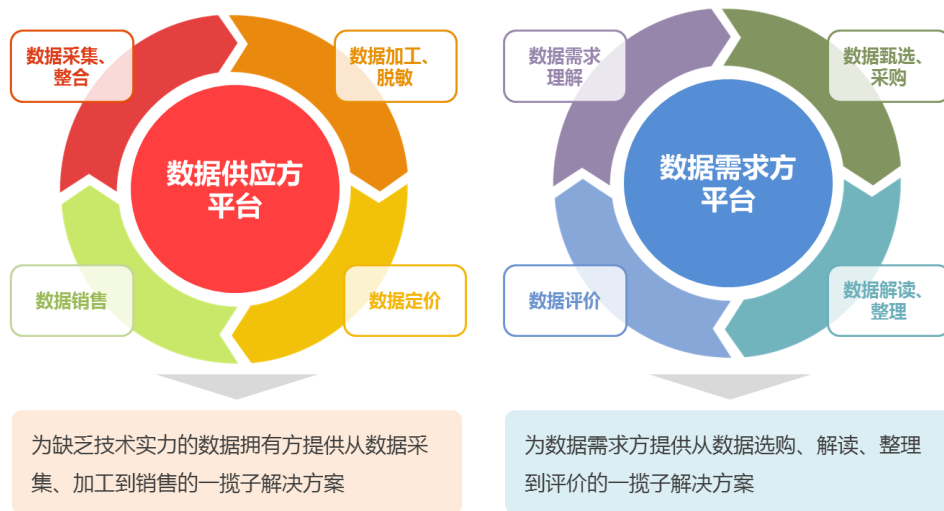 数据采集、
整合
数据加工、
脱敏
数据供应方
平台
数据销售
数据定价
为缺乏技术实力的数据拥有方提供从数据采
集、加工到销售的一揽子解决方案
数据需求
理解
数据甄选、
采购
数据需求方
平台
数据评价
数据解读、
整理
为数据需求方提供从数据选购、解读、整理
到评价的一揽子解决方案